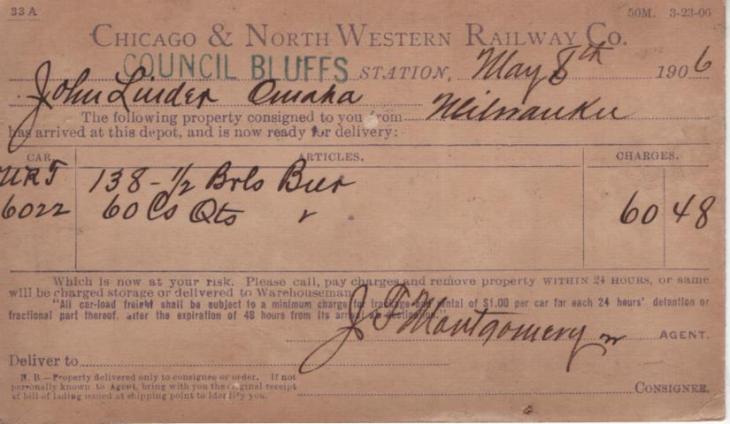 33 A 50M. 3-23-06
CHICAGO & NORTH WESTERN RAILWAY CO.
COUNCIL BLUFFS STATION, May 8th 1906
John Linder Omaha
The following property consigned to you from Milwaukee
has arrived at this depot, and is now ready for delivery:
CAR. ARTICLES. CHARGES.
URT 138-1/2 Brls Beer
6022 60 Cs Qts " 60 48
Which is now at your risk. Please call, pay charges and remove property WITHIN 24 HOURS, or same
will be charged storage or delivered to Warehouseman.
"All car-load freight shall be subject to a minimum charge for trackage and rental of $1.00 per car for each 24 hours' detention or
fractional part thereof, after the expiration of 48 hours from its arrival at destination."
J F Montgomery AGENT.
Deliver to
N. B.—Property delivered only to consignee or order. If not
personally known to Agent, bring with you the original receipt
of bill of lading issued at shipping point to identify you.
CONSIGNEE.